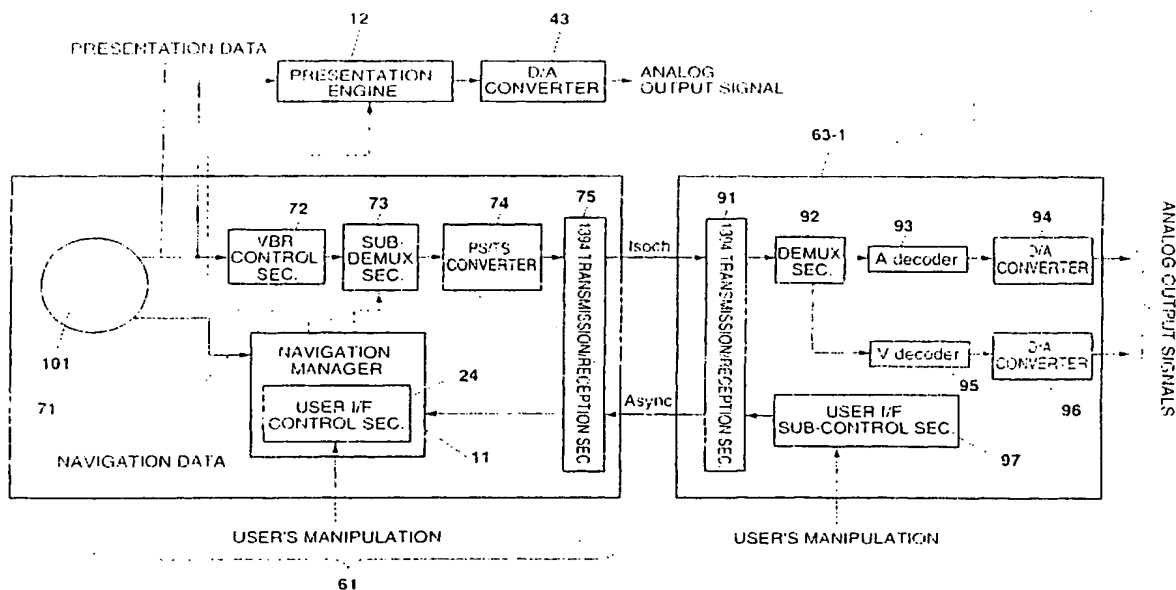 12
43
PRESENTATION DATA
PRESENTATION
ENGINE
D/A
CONVERTER
ANALOG
OUTPUT SIGNAL
63-1
72
73
74
75
91
92
93
94
VBR
CONTROL
SEC.
SUB-
DEMUX
SEC.
PS/TS
CONVERTER
1394 TRANSMISSION/RECEPTION SEC.
Isoch
1394 TRANSMISSION/RECEPTION SEC.
DEMUX
SEC.
A decoder
D/A
CONVERTER
ANALOG OUTPUT SIGNALS
101
71
NAVIGATION
MANAGER
24
USER I/F
CONTROL SEC.
11
NAVIGATION DATA
Async
V decoder
95
D/A
CONVERTER
96
USER I/F
SUB-CONTROL SEC.
97
USER'S MANIPULATION
USER'S MANIPULATION
61